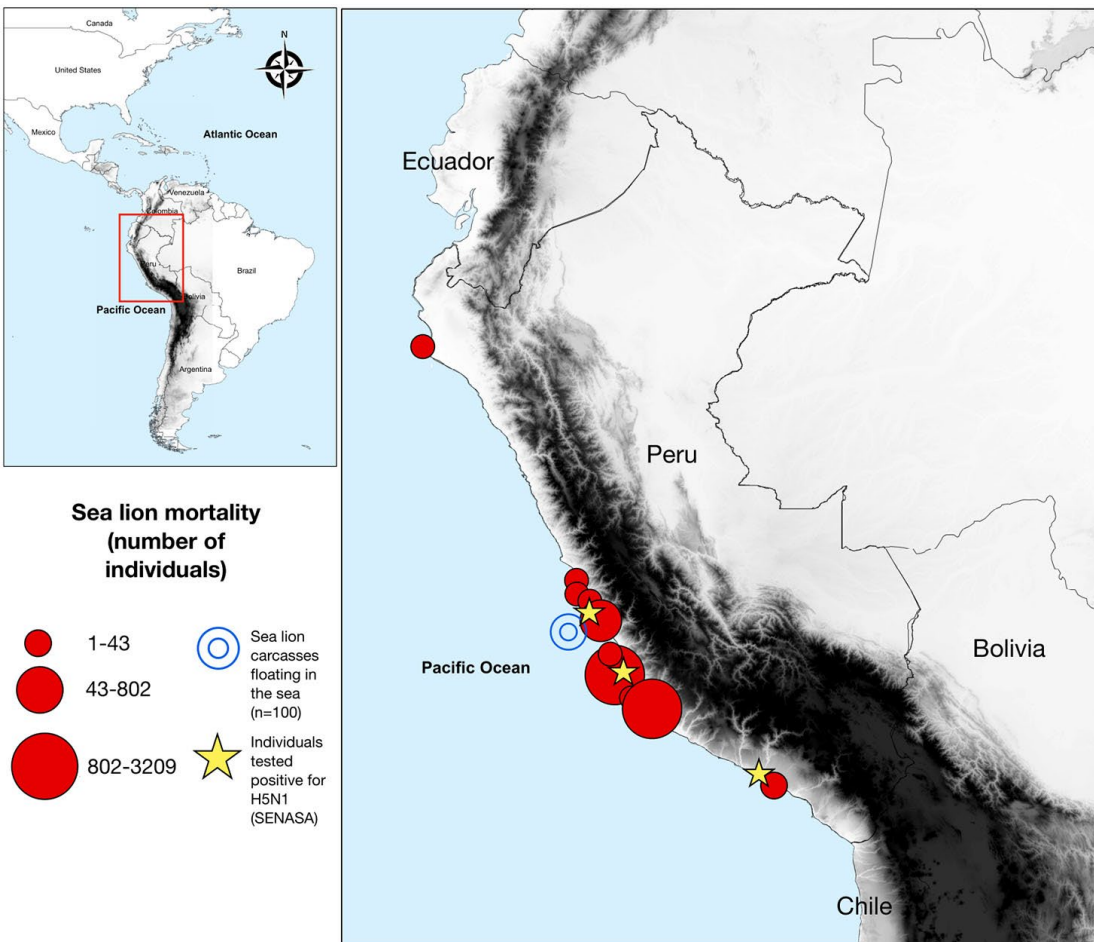 Canada
N
United States
Atlantic Ocean
Mexico
Venezuela
Colombia
Peru
Brazil
Bolivia
Pacific Ocean
Argentina
Ecuador
Peru
Pacific Ocean
Bolivia
Chile
Sea lion mortality
(number of
individuals)
1-43
43-802
802-3209
Sea lion
carcasses
floating in
the sea
(n=100)
Individuals
tested
positive for
H5N1
(SENASA)